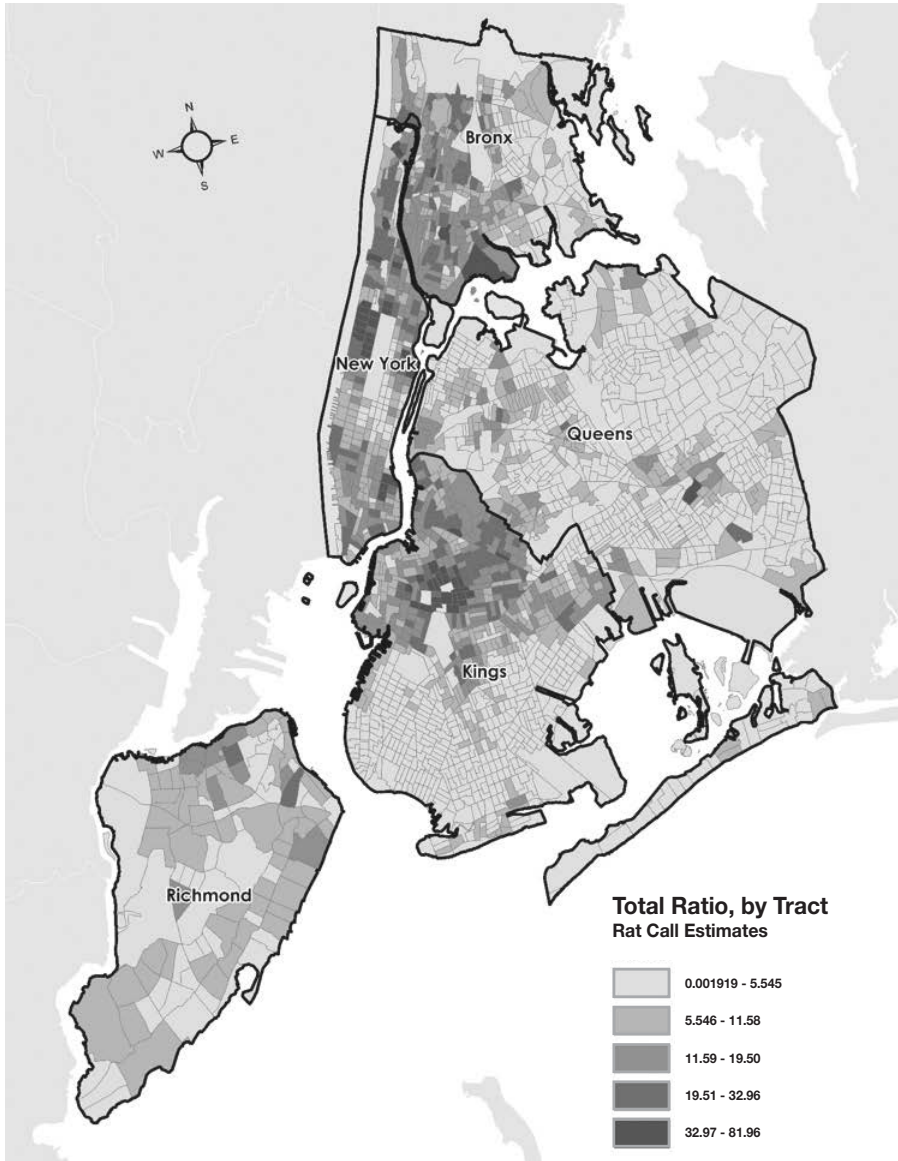 N
W
E
S
Bronx
New York
Queens
Kings
Richmond
Total Ratio, by Tract
Rat Call Estimates
0.001919 - 5.545
5.546 - 11.58
11.59 - 19.50
19.51 - 32.96
32.97 - 81.96